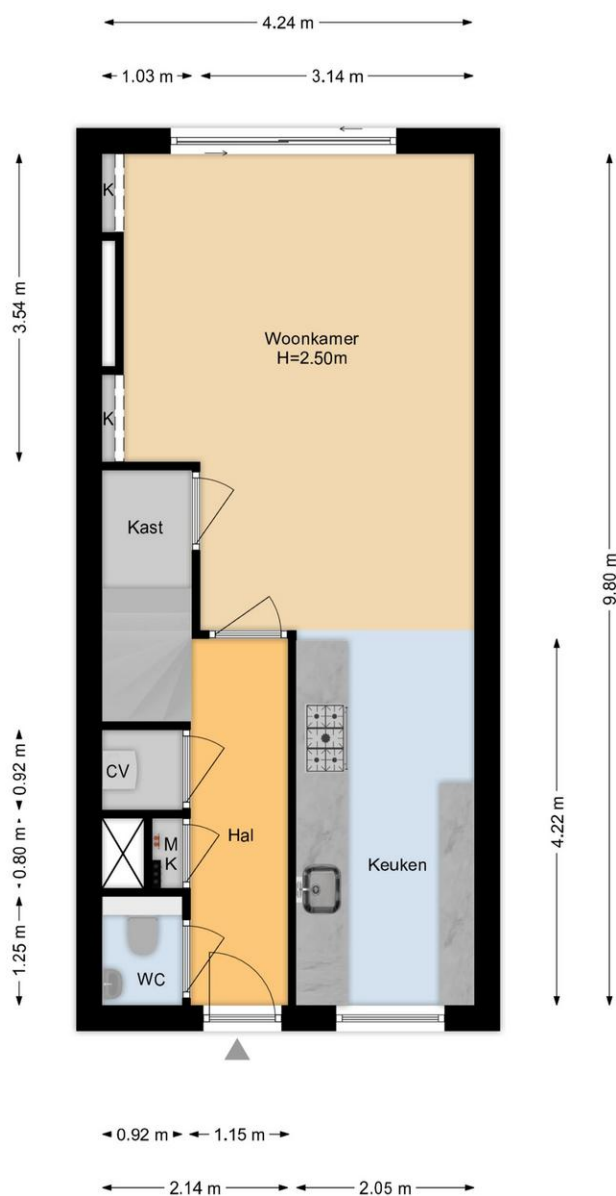 4.24 m
1.03 m
3.14 m
K
3.54 m
Woonkamer
H=2.50m
K
Kast
9.80 m
CV
0.92 m
M
K
0.80 m
Hal
Keuken
4.22 m
WC
1.25 m
0.92 m
1.15 m
2.14 m
2.05 m